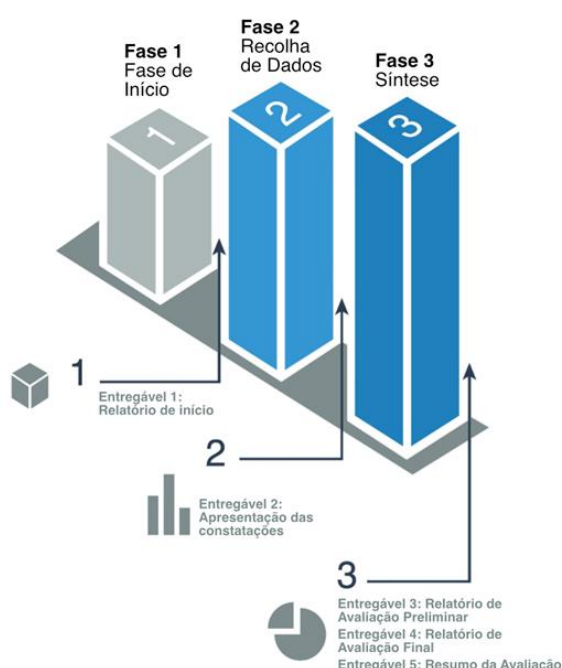 Fase 1
Fase de
Início
Fase 2
Recolha
de Dados
Fase 3
Síntese
1
2
3
1
Entregável 1:
Relatório de início
2
Entregável 2:
Apresentação das
constatações
3
Entregável 3: Relatório de
Avaliação Preliminar
Entregável 4: Relatório de
Avaliação Final
Entregável 5: Resumo da Avaliação